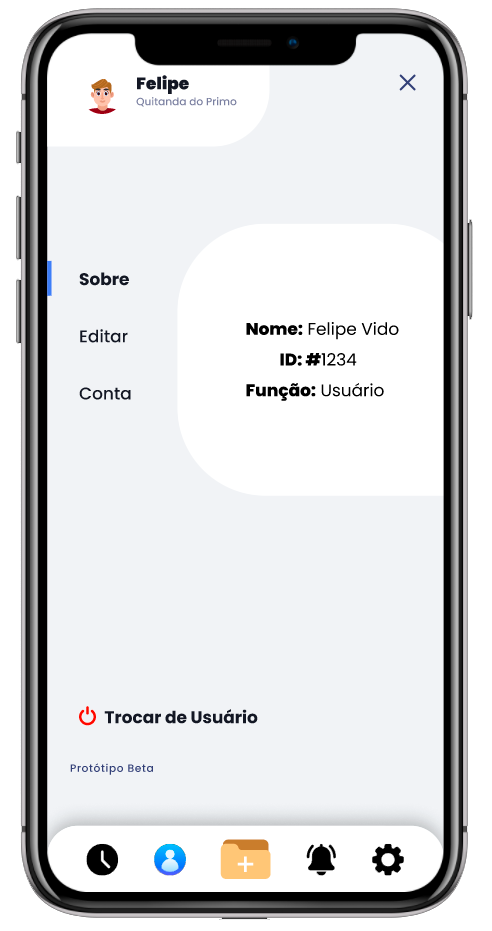 Felipe
Quitanda do Primo
Sobre
Editar
Conta
Nome: Felipe Vido
ID: #1234
Função: Usuário
Trocar de Usuário
Protótipo Beta